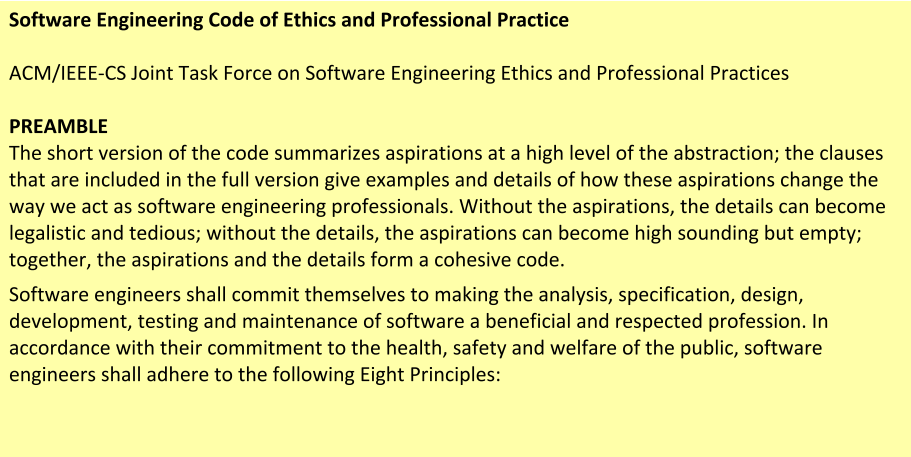 Software Engineering Code of Ethics and Professional Practice
ACM/IEEE-CS Joint Task Force on Software Engineering Ethics and Professional Practices
PREAMBLE
The short version of the code summarizes aspirations at a high level of the abstraction; the clauses
that are included in the full version give examples and details of how these aspirations change the
way we act as software engineering professionals. Without the aspirations, the details can become
legalistic and tedious; without the details, the aspirations can become high sounding but empty;
together, the aspirations and the details form a cohesive code.
Software engineers shall commit themselves to making the analysis, specification, design,
development, testing and maintenance of software a beneficial and respected profession. In
accordance with their commitment to the health, safety and welfare of the public, software
engineers shall adhere to the following Eight Principles: